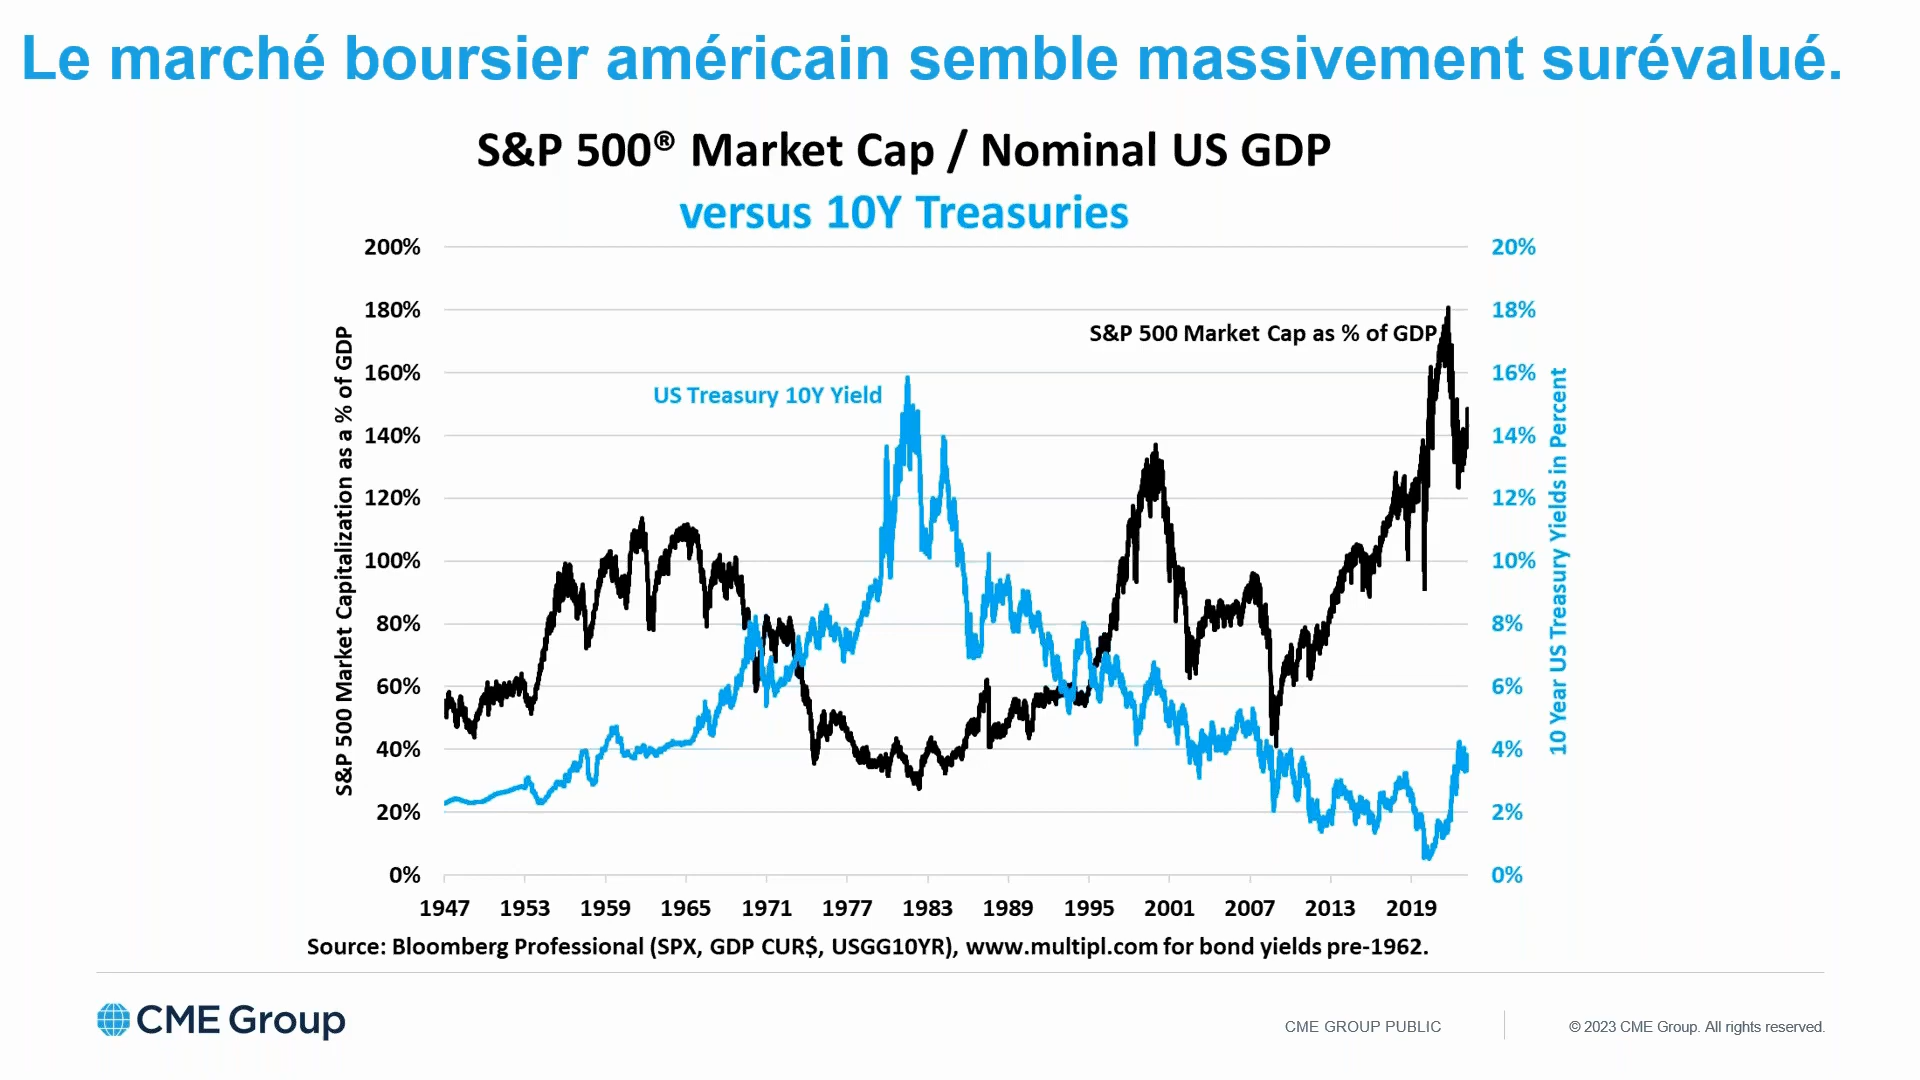 Le marché boursier américain semble massivement surévalué.
S&P 500® Market Cap / Nominal US GDP
versus 10Y Treasuries
200%
180%
160%
140%
120%
100%
80%
60%
40%
20%
0%
S&P 500 Market Capitalization as a % of GDP
US Treasury 10Y Yield
S&P 500 Market Cap as % of GDP
20%
18%
16%
14%
12%
10%
8%
6%
4%
2%
0%
10 Year US Treasury Yields in Percent
1947 1953 1959 1965 1971 1977 1983 1989 1995 2001 2007 2013 2019
Source: Bloomberg Professional (SPX, GDP CUR$, USGG10YR), www.multipl.com for bond yields pre-1962.
CME Group
CME GROUP PUBLIC
© 2023 CME Group. All rights reserved.